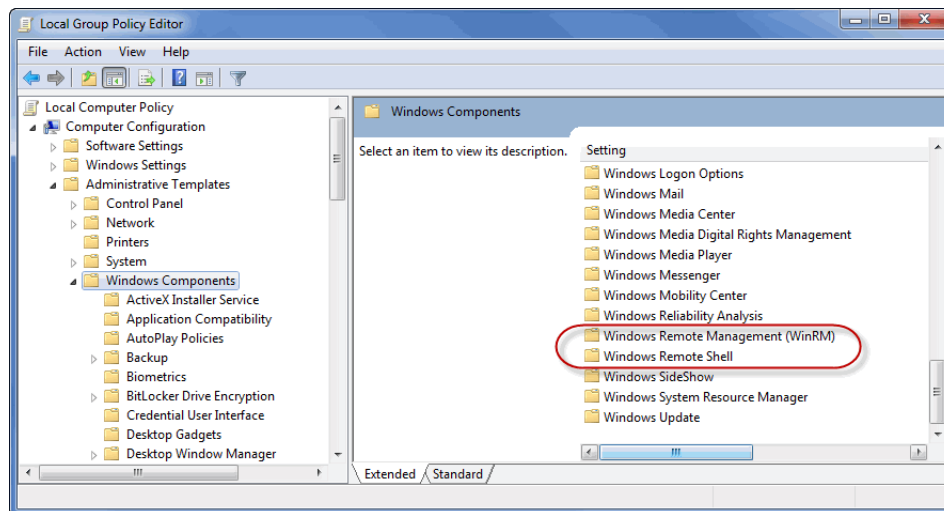 Local Group Policy Editor
File Action View Help
Local Computer Policy
Computer Configuration
Software Settings
Windows Settings
Administrative Templates
Control Panel
Network
Printers
System
Windows Components
ActiveX Installer Service
Application Compatibility
AutoPlay Policies
Backup
Biometrics
BitLocker Drive Encryption
Credential User Interface
Desktop Gadgets
Desktop Window Manager
Windows Components
Select an item to view its description.
Setting
Windows Logon Options
Windows Mail
Windows Media Center
Windows Media Digital Rights Management
Windows Media Player
Windows Messenger
Windows Mobility Center
Windows Reliability Analysis
Windows Remote Management (WinRM)
Windows Remote Shell
Windows SideShow
Windows System Resource Manager
Windows Update
Extended Standard